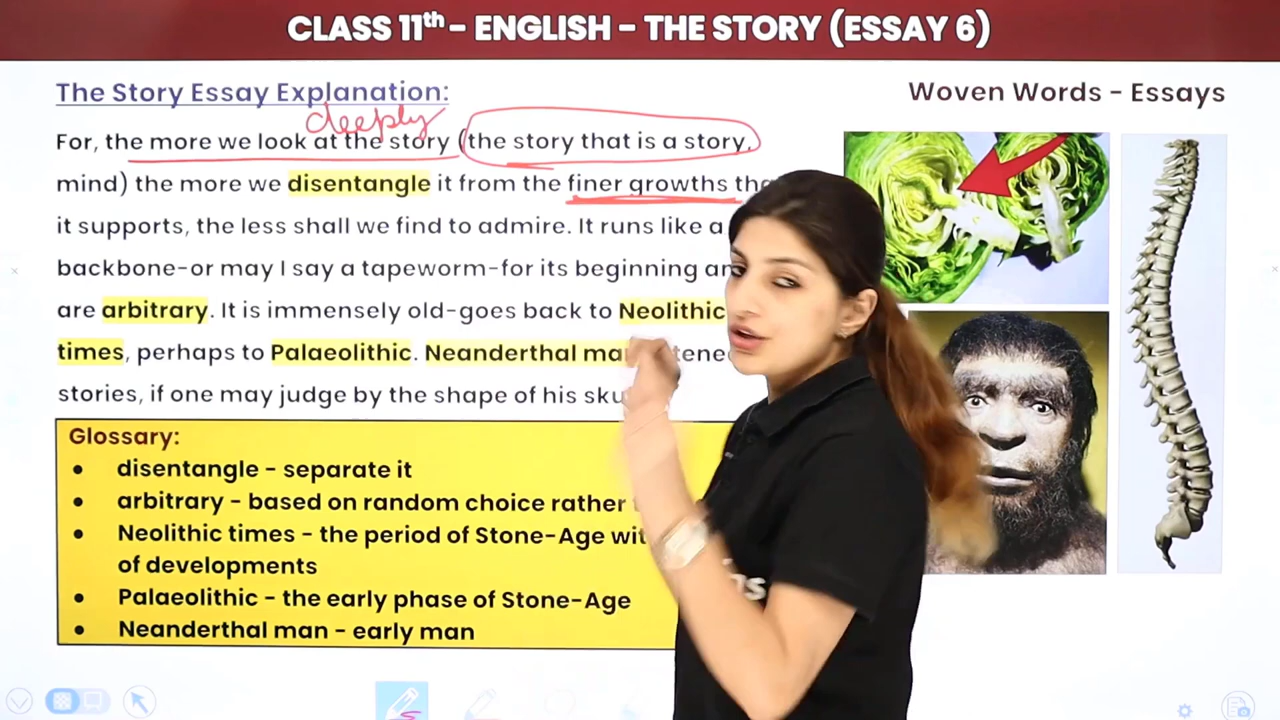 CLASS 11th - ENGLISH - THE STORY (ESSAY 6)
The Story Essay Explanation:
Woven Words - Essays
deeply
For, the more we look at the story (the story that is a story,
mind) the more we disentangle it from the finer growths
it supports, the less shall we find to admire. It runs like a
backbone-or may I say a tapeworm-for its beginning
are arbitrary. It is immensely old-goes back to Neolithic
times, perhaps to Palaeolithic. Neanderthal
stories, if one may judge by the shape of his
Glossary:
• disentangle - separate it
• arbitrary - based on random choice rather
• Neolithic times - the period of Stone-Age
of developments
• Palaeolithic - the early phase of Stone-Age
• Neanderthal man - early man